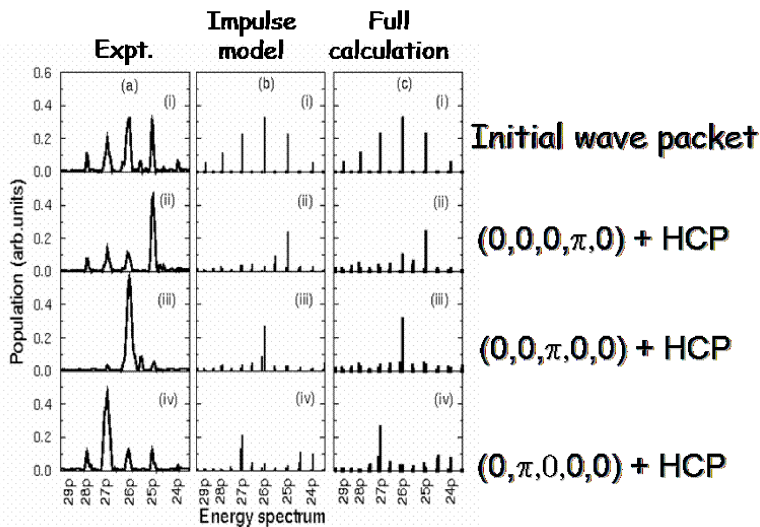 Expt.
Impulse
model
Full
calculation
Population (arb.units)
0.6
0.4
0.2
0.0
0.4
0.2
0.0
0.4
0.2
0.0
0.4
0.2
0.0
(a)
(i)
(ii)
(iii)
(iv)
(b)
(i)
(ii)
(iii)
(iv)
(c)
(i)
(ii)
(iii)
(iv)
Initial wave packet
(0,0,0,π,0) + HCP
(0,0,π,0,0) + HCP
(0,π,0,0,0) + HCP
29p 28p 27p 26p 25p 24p
29p 28p 27p 26p 25p 24p
29p 28p 27p 26p 25p 24p
Energy spectrum